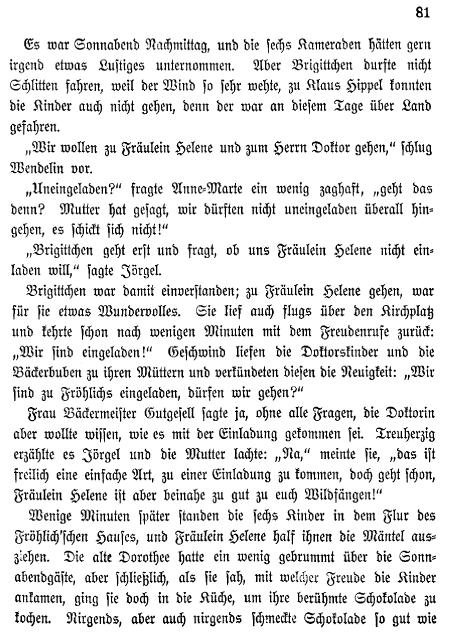 81
Es war Sonnabend Nachmittag, und die sechs Kameraden hätten gern
irgend etwas Lustiges unternommen. Aber Brigittchen durfte nicht
Schlitten fahren, weil der Wind so sehr wehte, zu Klaus Hippel konnten
die Kinder auch nicht gehen, denn der war an diesem Tage über Land
gefahren.
„Wir wollen zu Fräulein Helene und zum Herrn Doktor gehen,“ schlug
Wendelin vor.
„Uneingeladen?“ fragte Anne-Marte ein wenig zaghaft, „geht das
denn? Mutter hat gesagt, wir dürften nicht uneingeladen überall hin-
gehen, es schickt sich nicht!“
„Brigittchen geht erst und fragt, ob uns Fräulein Helene nicht ein-
laden will,“ sagte Jörgel.
Brigittchen war damit einverstanden; zu Fräulein Helene gehen, war
für sie etwas Wundervolles. Sie lief auch flugs über den Kirchplatz
und kehrte schon nach wenigen Minuten mit dem Freudenrufe zurück:
„Wir sind eingeladen!“ Geschwind liefen die Doktorskinder und die
Bäckerbuben zu ihren Müttern und verkündeten diesen die Neuigkeit: „Wir
sind zu Fröhlichs eingeladen, dürfen wir gehen?“
Frau Bäckermeister Gutgesell sagte ja, ohne alle Fragen, die Doktorin
aber wollte wissen, wie es mit der Einladung gekommen sei. Treuherzig
erzählte es Jörgel und die Mutter lachte: „Na,“ meinte sie, „das ist
freilich eine einfache Art, zu einer Einladung zu kommen, doch geht schon,
Fräulein Helene ist aber beinahe zu gut zu euch Wildfängen!“
Wenige Minuten später standen die sechs Kinder in dem Flur des
Fröhlich'schen Hauses, und Fräulein Helene half ihnen die Mäntel aus-
ziehen. Die alte Dorothee hatte ein wenig gebrummt über die Sonn-
abendgäste, aber schließlich, als sie sah, mit welcher Freude die Kinder
ankamen, ging sie doch in die Küche, um ihre berühmte Schokolade zu
kochen. Nirgends, aber auch nirgends schmeckte Schokolade so gut wie